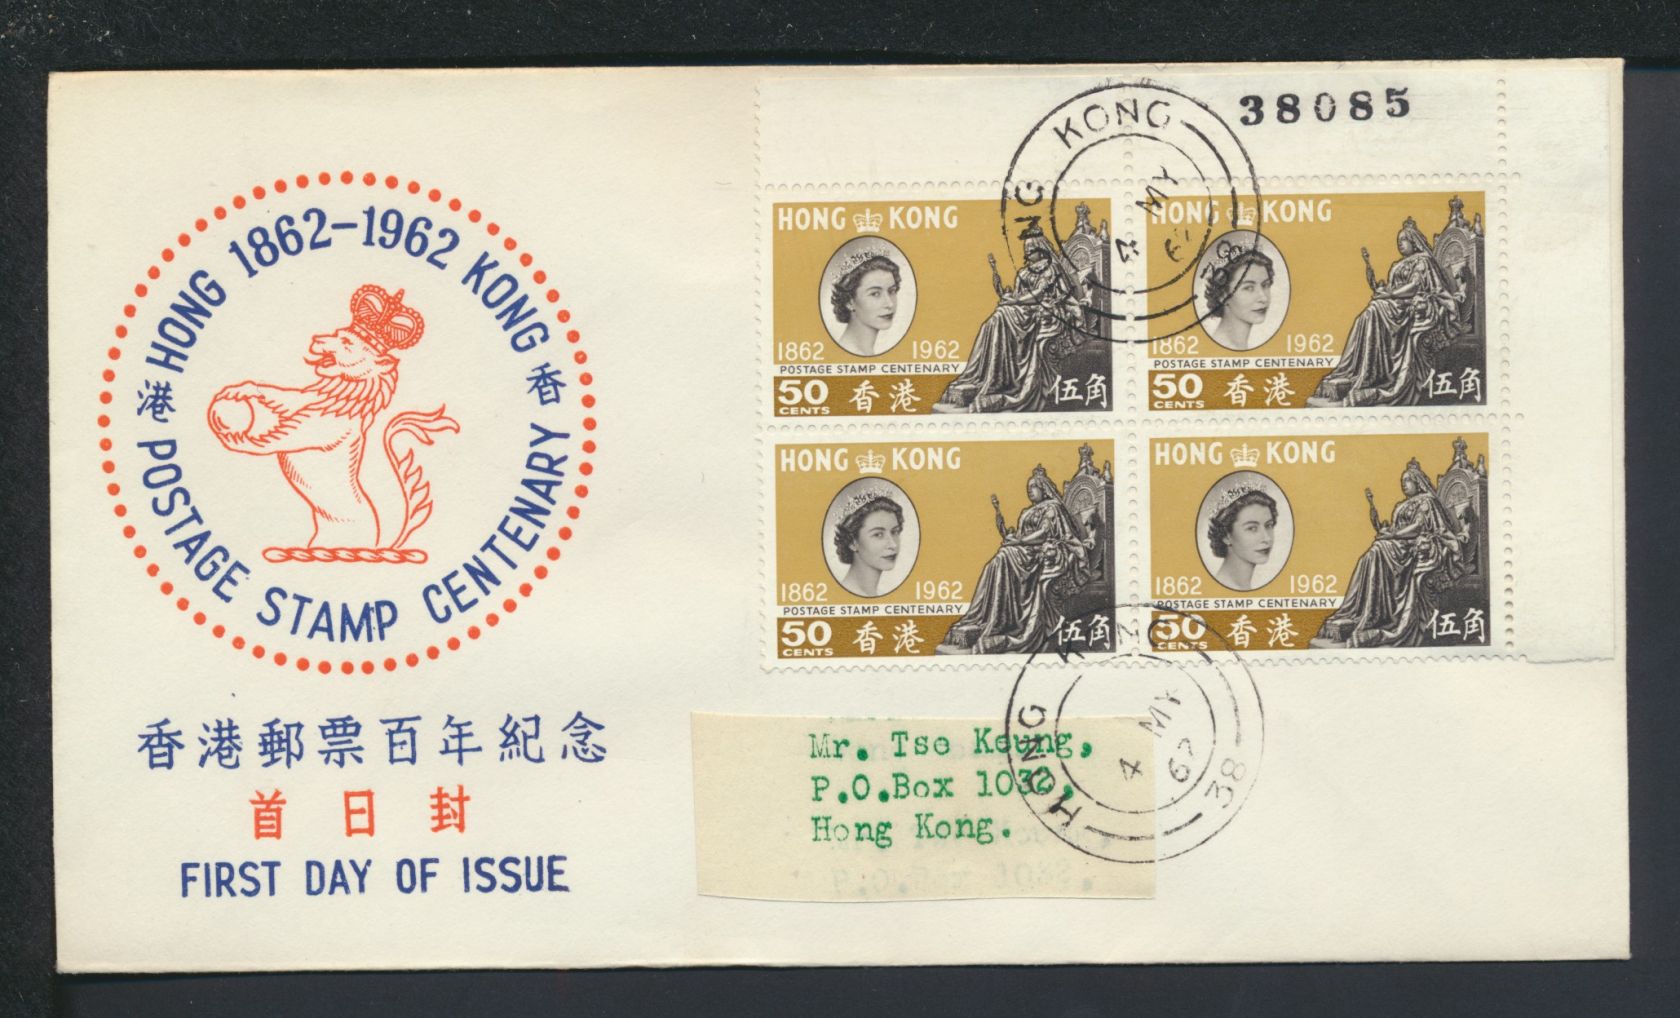 1862-1962
HONG KONG
港 香
POSTAGE STAMP CENTENARY
香港郵票百年紀念
首日封
FIRST DAY OF ISSUE
38085
HONG KONG
4 MY
62
38
HONG KONG
1862 1962
POSTAGE STAMP CENTENARY
50 香港 伍角
CENTS
HONG KONG
1862 1962
POSTAGE STAMP CENTENARY
50 香港 伍角
CENTS
HONG KONG
1862 1962
POSTAGE STAMP CENTENARY
50 香港 伍角
CENTS
HONG KONG
1862 1962
POSTAGE STAMP CENTENARY
50 香港 伍角
CENTS
HONG KONG
4 MY
62
38
Mr. Tse Keung,
P.O.Box 1032,
Hong Kong.